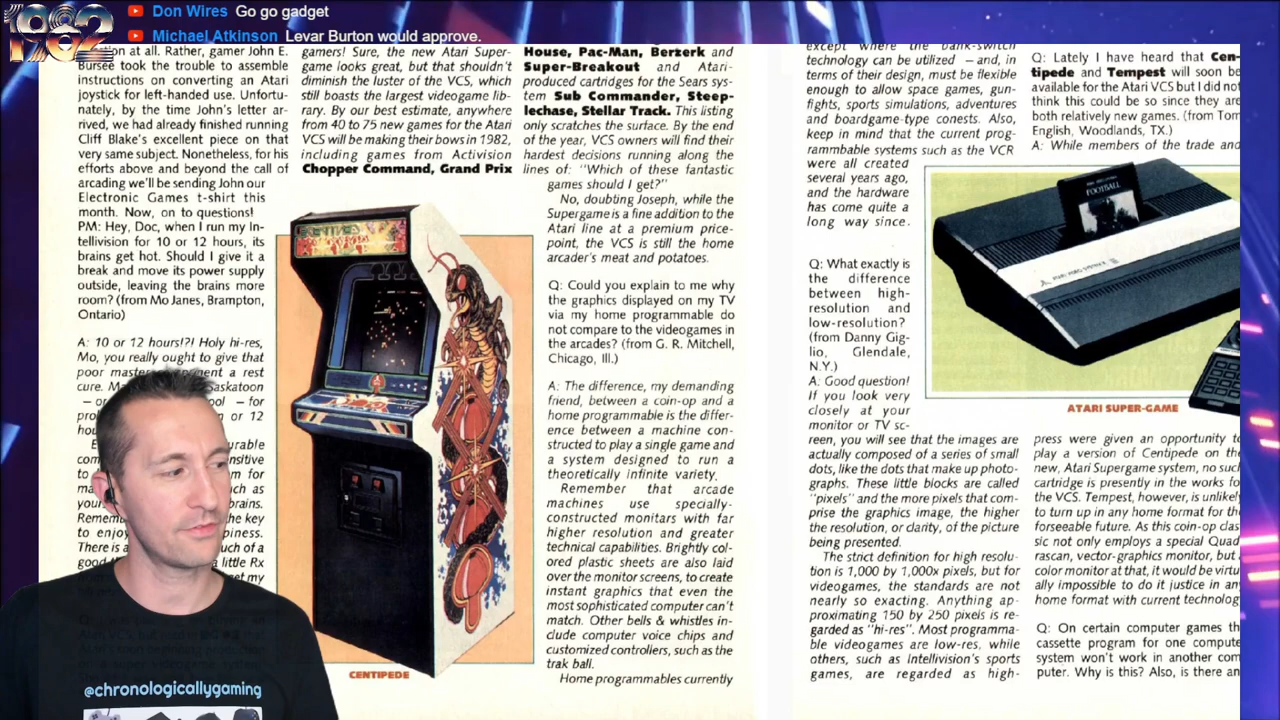 1982
Don Wires Go go gadget
Michael Atkinson Levar Burton would approve.
tion at all. Rather, gamer John E.
Bursee took the trouble to assemble
instructions on converting an Atari
joystick for left-handed use. Unfortu-
nately, by the time John's letter ar-
rived, we had already finished running
Cliff Blake's excellent piece on that
very same subject. Nonetheless, for his
efforts above and beyond the call of
arcading we'll be sending John our
Electronic Games t-shirt this
month. Now, on to questions!
PM: Hey, Doc, when I run my In-
tellivision for 10 or 12 hours, its
brains get hot. Should I give it a
break and move its power supply
outside, leaving the brains more
room? (from Mo Janes, Brampton,
Ontario)
A: 10 or 12 hours!?! Holy hi-res,
Mo, you really ought to give that
poor master a rest
cure.
Saskatoon
for
or 12
@chronologicallygaming
gamers! Sure, the new Atari Super-
game looks great, but that shouldn't
diminish the luster of the VCS, which
still boasts the largest videogame lib-
rary. By our best estimate, anywhere
from 40 to 75 new games for the Atari
VCS will be making their bows in 1982,
including games from Activision
Chopper Command, Grand Prix
CENTIPEDE
House, Pac-Man, Berzerk and
Super-Breakout and Atari-
produced cartridges for the Sears sys-
tem Sub Commander, Steep-
lechase, Stellar Track. This listing
only scratches the surface. By the end
of the year, VCS owners will find their
hardest decisions running along the
lines of: "Which of these fantastic
games should I get?"
No, doubting Joseph, while the
Supergame is a fine addition to the
Atari line at a premium price-
point, the VCS is still the home
arcader's meat and potatoes.
Q: Could you explain to me why
the graphics displayed on my TV
via my home programmable do
not compare to the videogames in
the arcades? (from G. R. Mitchell,
Chicago, Ill.)
A: The difference, my demanding
friend, between a coin-op and a
home programmable is the differ-
ence between a machine con-
structed to play a single game and
a system designed to run a
theoretically infinite variety.
Remember that arcade
machines use specially-
constructed monitars with far
higher resolution and greater
technical capabilities. Brightly col-
ored plastic sheets are also laid
over the monitor screens, to create
instant graphics that even the
most sophisticated computer can't
match. Other bells & whistles in-
clude computer voice chips and
customized controllers, such as the
trak ball.
Home programmables currently
except where the bank-switch
technology can be utilized — and, in
terms of their design, must be flexible
enough to allow space games, gun-
fights, sports simulations, adventures
and boardgame-type conests. Also,
keep in mind that the current prog-
rammbable systems such as the VCR
were all created
several years ago,
and the hardware
has come quite a
long way since.
Q: What exactly is
the difference
between high-
resolution and
low-resolution?
(from Danny Gig-
lio, Glendale,
N.Y.)
A: Good question!
If you look very
closely at your
monitor or TV sc-
reen, you will see that the images are
actually composed of a series of small
dots, like the dots that make up photo-
graphs. These little blocks are called
"pixels" and the more pixels that com-
prise the graphics image, the higher
the resolution, or clarity, of the picture
being presented.
The strict definition for high resolu-
tion is 1,000 by 1,000x pixels, but for
videogames, the standards are not
nearly so exacting. Anything ap-
proximating 150 by 250 pixels is re-
garded as "hi-res". Most programma-
ble videogames are low-res, while
others, such as Intellivision's sports
games, are regarded as high-
Q: Lately I have heard that Cen-
tipede and Tempest will soon be
available for the Atari VCS but I did not
think this could be so since they are
both relatively new games. (from Tom
English, Woodlands, TX.)
A: While members of the trade and
FOOTBALL
ATARI SUPER-GAME
press were given an opportunity to
play a version of Centipede on the
new, Atari Supergame system, no such
cartridge is presently in the works fo
the VCS. Tempest, however, is unlikel
to turn up in any home format for the
forseeable future. As this coin-op clas
sic not only employs a special Quad
rascan, vector-graphics monitor, but
color monitor at that, it would be virtu
ally impossible to do it justice in an
home format with current technolog
Q: On certain computer games th
cassette program for one compute
system won't work in another com
puter. Why is this? Also, is there an